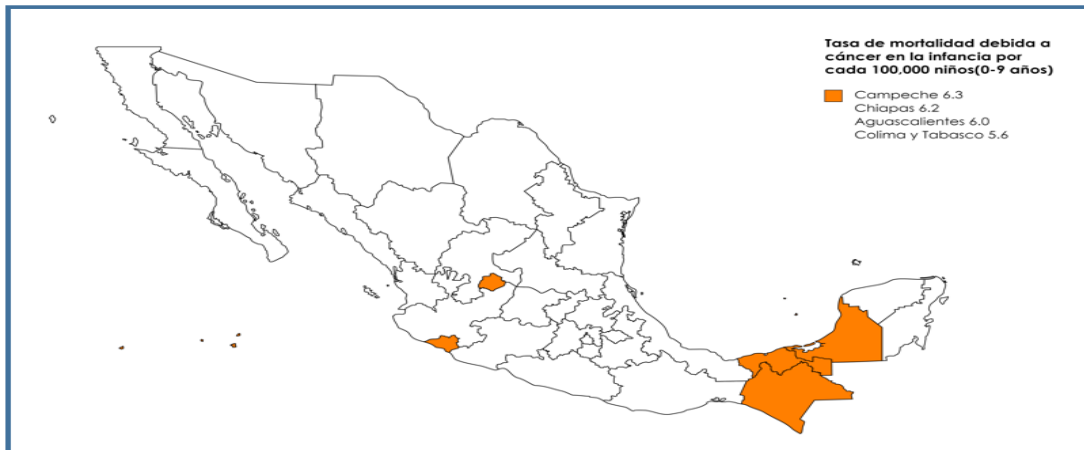 Tasa de mortalidad debida a
cáncer en la infancia por
cada 100,000 niños(0-9 años)
Campeche 6.3
Chiapas 6.2
Aguascalientes 6.0
Colima y Tabasco 5.6